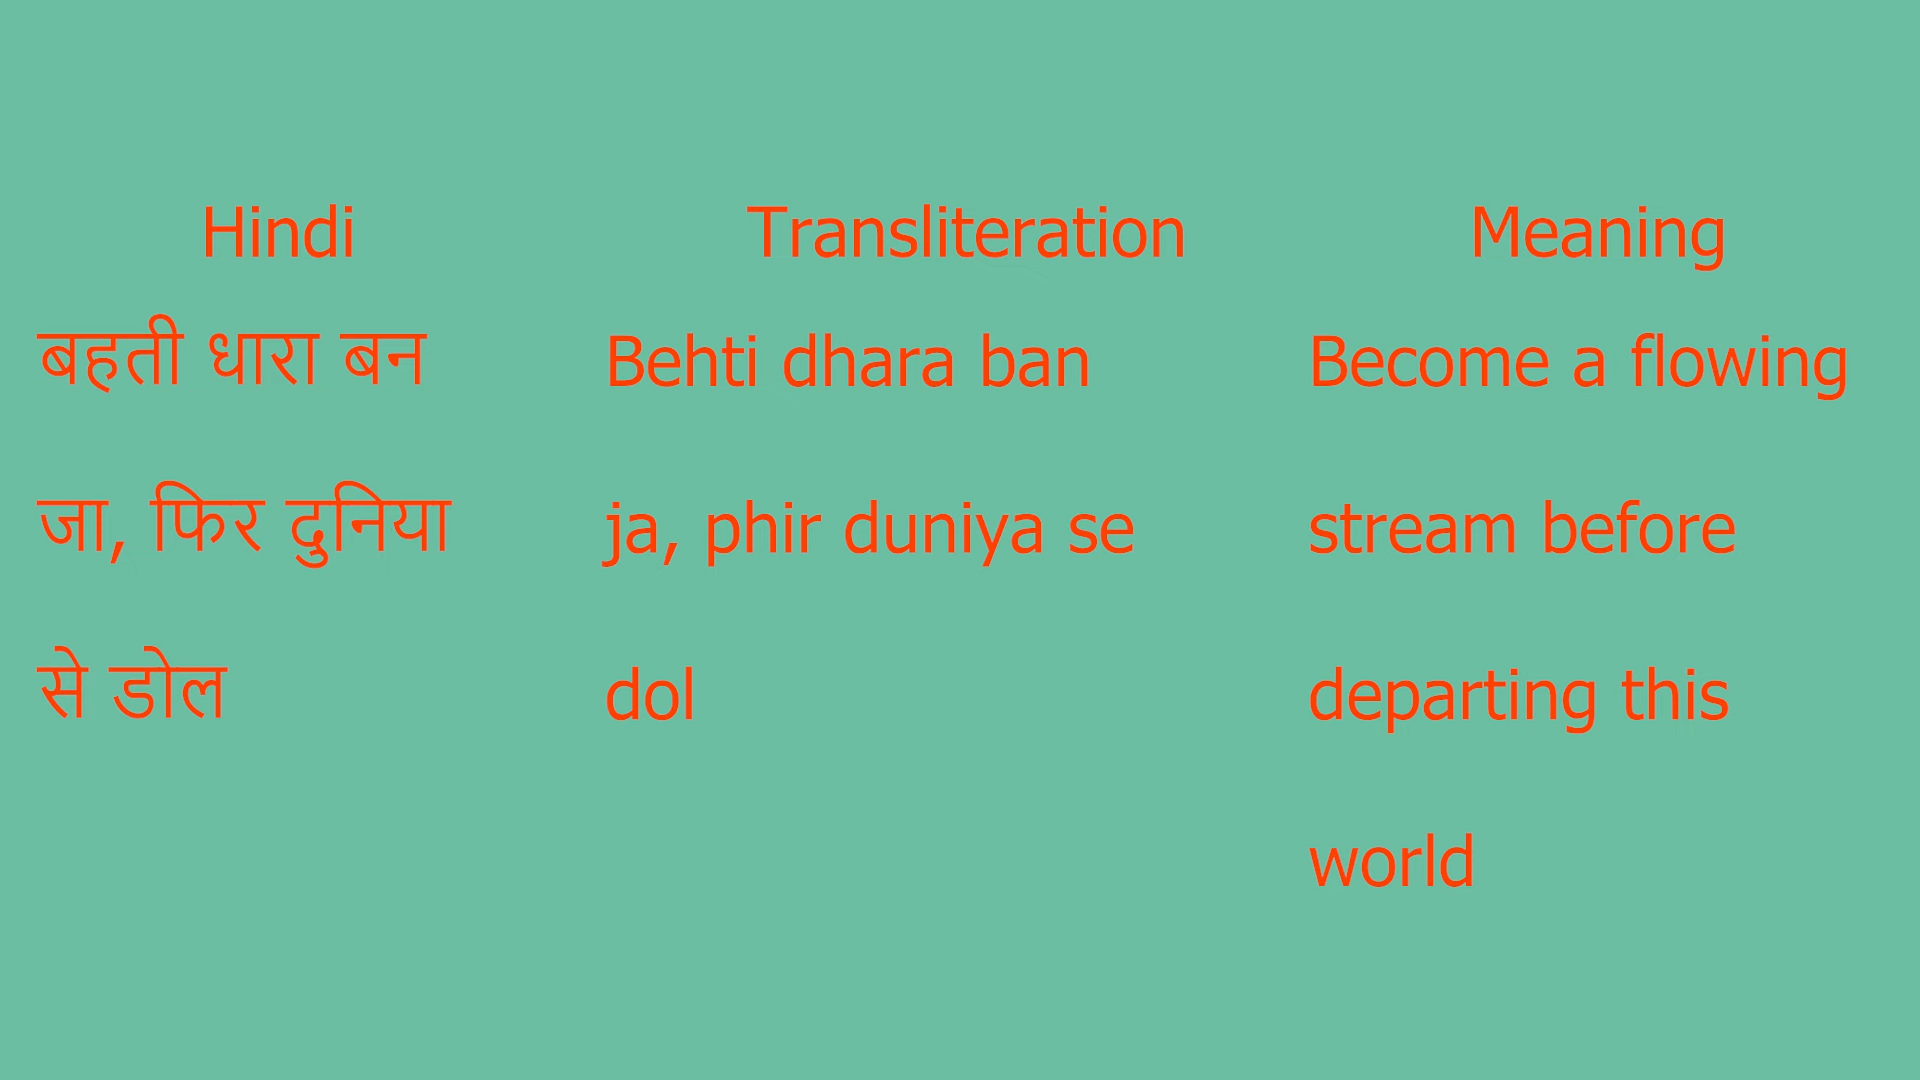 Hindi
Transliteration
Meaning
बहती धारा बन
जा, फिर दुनिया
से डोल
Behti dhara ban
ja, phir duniya se
dol
Become a flowing
stream before
departing this
world